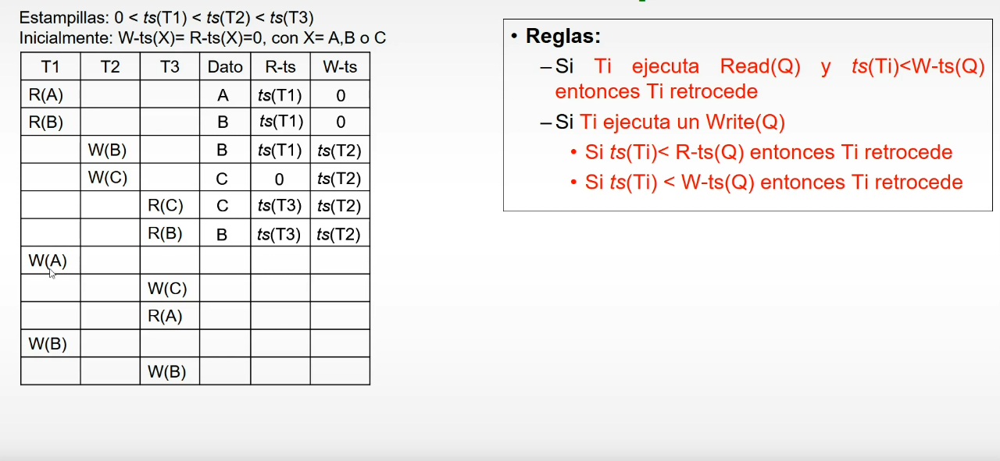 Estampillas: 0 < ts(T1) < ts(T2) < ts(T3)
Inicialmente: W-ts(X)= R-ts(X)=0, con X= A,B o C
T1 T2 T3 Dato R-ts W-ts
R(A) A ts(T1) 0
R(B) B ts(T1) 0
W(B) B ts(T1) ts(T2)
W(C) C 0 ts(T2)
R(C) C ts(T3) ts(T2)
R(B) B ts(T3) ts(T2)
W(A)
W(C)
R(A)
W(B)
W(B)
• Reglas:
– Si Ti ejecuta Read(Q) y ts(Ti)<W-ts(Q)
entonces Ti retrocede
– Si Ti ejecuta un Write(Q)
• Si ts(Ti)< R-ts(Q) entonces Ti retrocede
• Si ts(Ti) < W-ts(Q) entonces Ti retrocede